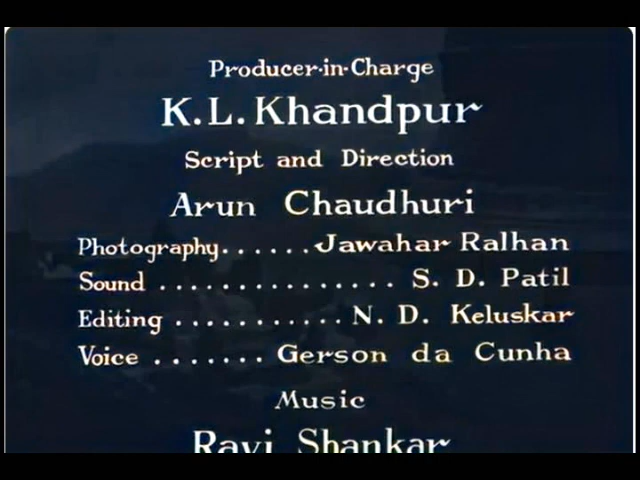 Producer-in-Charge
K. L. Khandpur
Script and Direction
Arun Chaudhuri
Photography......Jawahar Ralhan
Sound ................ S. D. Patil
Editing ........... N. D. Keluskar
Voice ....... Gerson da Cunha
Music
Ravi Shankar